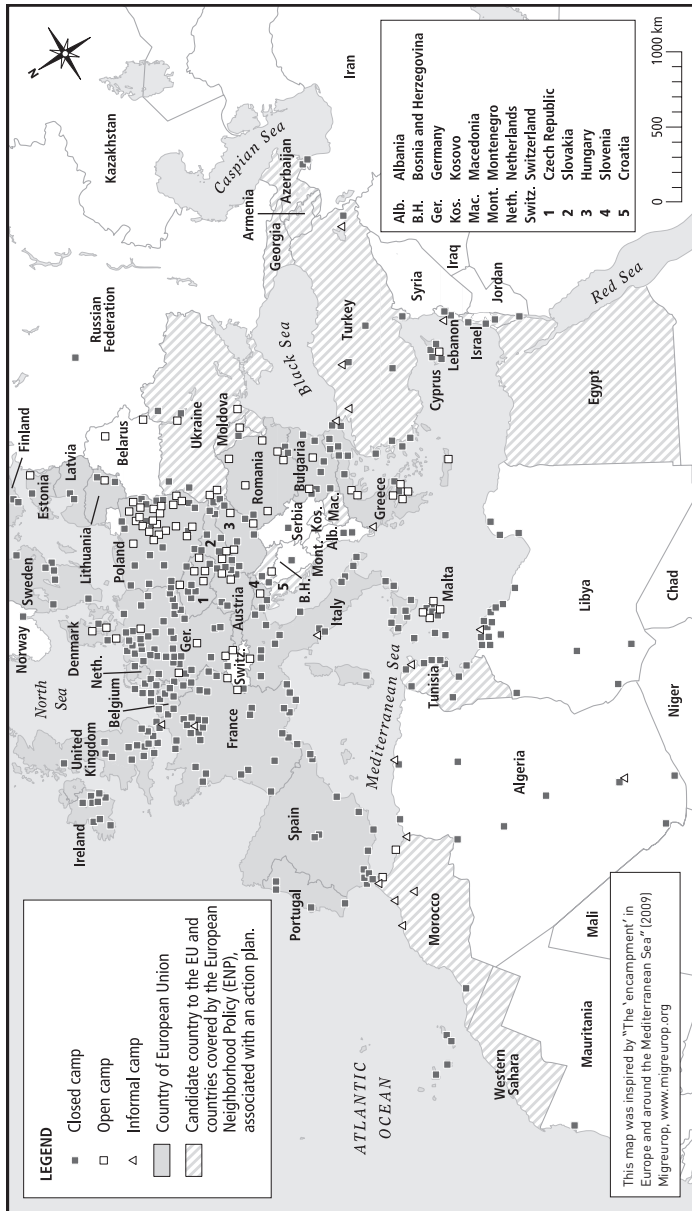 LEGEND
Closed camp
Open camp
Informal camp
Country of European Union
Candidate country to the EU and
countries covered by the European
Neighborhood Policy (ENP),
associated with an action plan.
ATLANTIC
OCEAN
North
Sea
Norway
Sweden
Finland
Estonia
Latvia
Lithuania
Denmark
Neth.
Belgium
United
Kingdom
Ireland
Poland
Belarus
Russian
Federation
Kazakhstan
Ger.
1
2
3
4
5
Ukraine
Moldova
Romania
Bulgaria
Serbia
Kos.
Mont.
Alb.
Mac.
B.H.
Austria
Switz.
France
Italy
Greece
Spain
Portugal
Black Sea
Caspian Sea
Georgia
Armenia
Azerbaijan
Iran
Turkey
Syria
Iraq
Jordan
Cyprus
Lebanon
Israel
Red Sea
Egypt
Mediterranean Sea
Malta
Tunisia
Libya
Algeria
Morocco
Western
Sahara
Mauritania
Mali
Niger
Chad
Alb. Albania
B.H. Bosnia and Herzegovina
Ger. Germany
Kos. Kosovo
Mac. Macedonia
Mont. Montenegro
Neth. Netherlands
Switz. Switzerland
1 Czech Republic
2 Slovakia
3 Hungary
4 Slovenia
5 Croatia
0 500 1000 km
N
This map was inspired by "The 'encampment' in
Europe and around the Mediterranean Sea" (2009)
Migreurop, www.migreurop.org